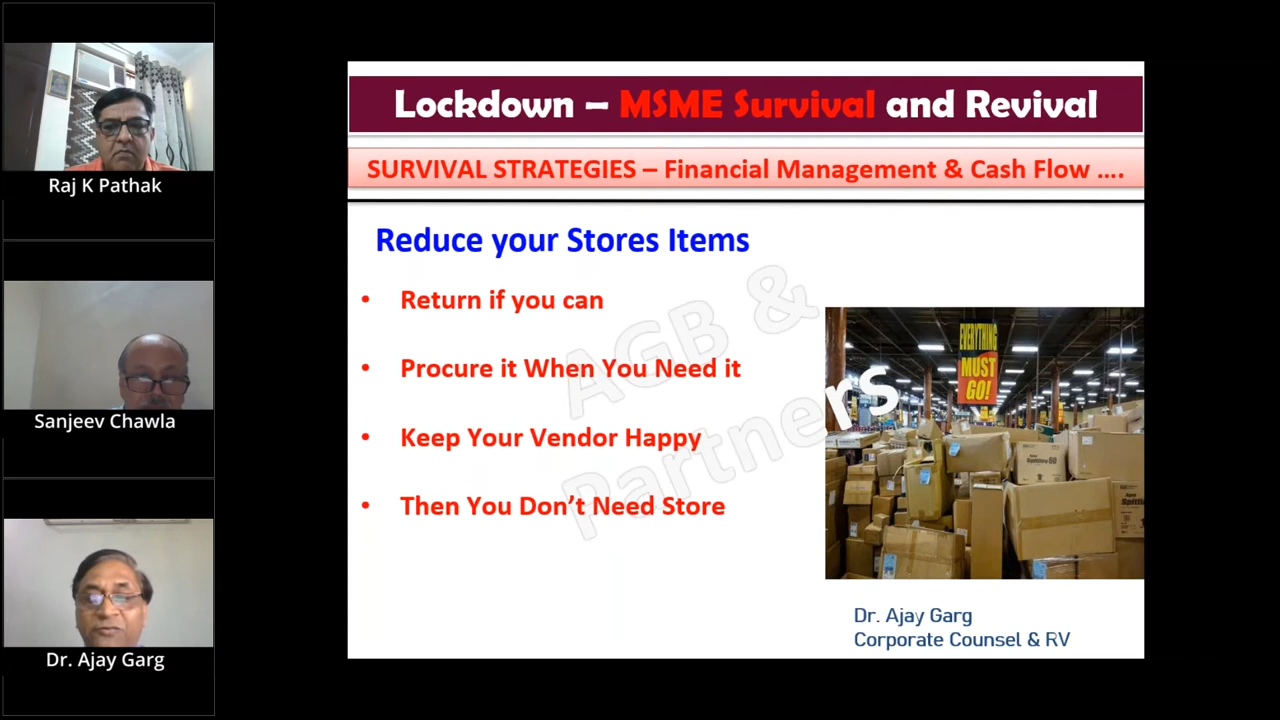 Raj K Pathak
Sanjeev Chawla
Dr. Ajay Garg
Lockdown – MSME Survival and Revival
SURVIVAL STRATEGIES – Financial Management & Cash Flow ....
Reduce your Stores Items
• Return if you can
• Procure it When You Need it
• Keep Your Vendor Happy
• Then You Don't Need Store
AGB &
Partners
EVERYTHING
MUST
GO!
Dr. Ajay Garg
Corporate Counsel & RV